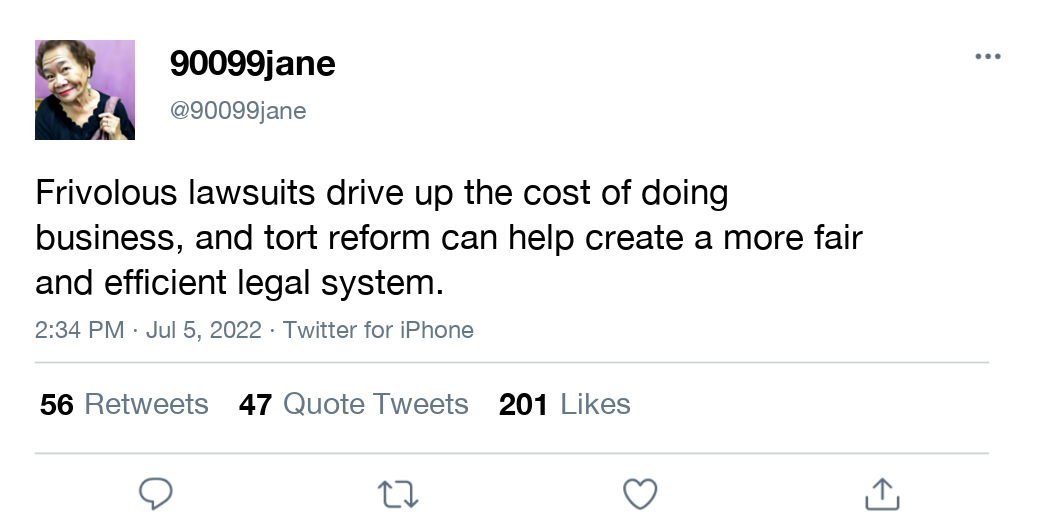 90099jane
@90099jane
Frivolous lawsuits drive up the cost of doing
business, and tort reform can help create a more fair
and efficient legal system.
2:34 PM · Jul 5, 2022 · Twitter for iPhone
56 Retweets 47 Quote Tweets 201 Likes